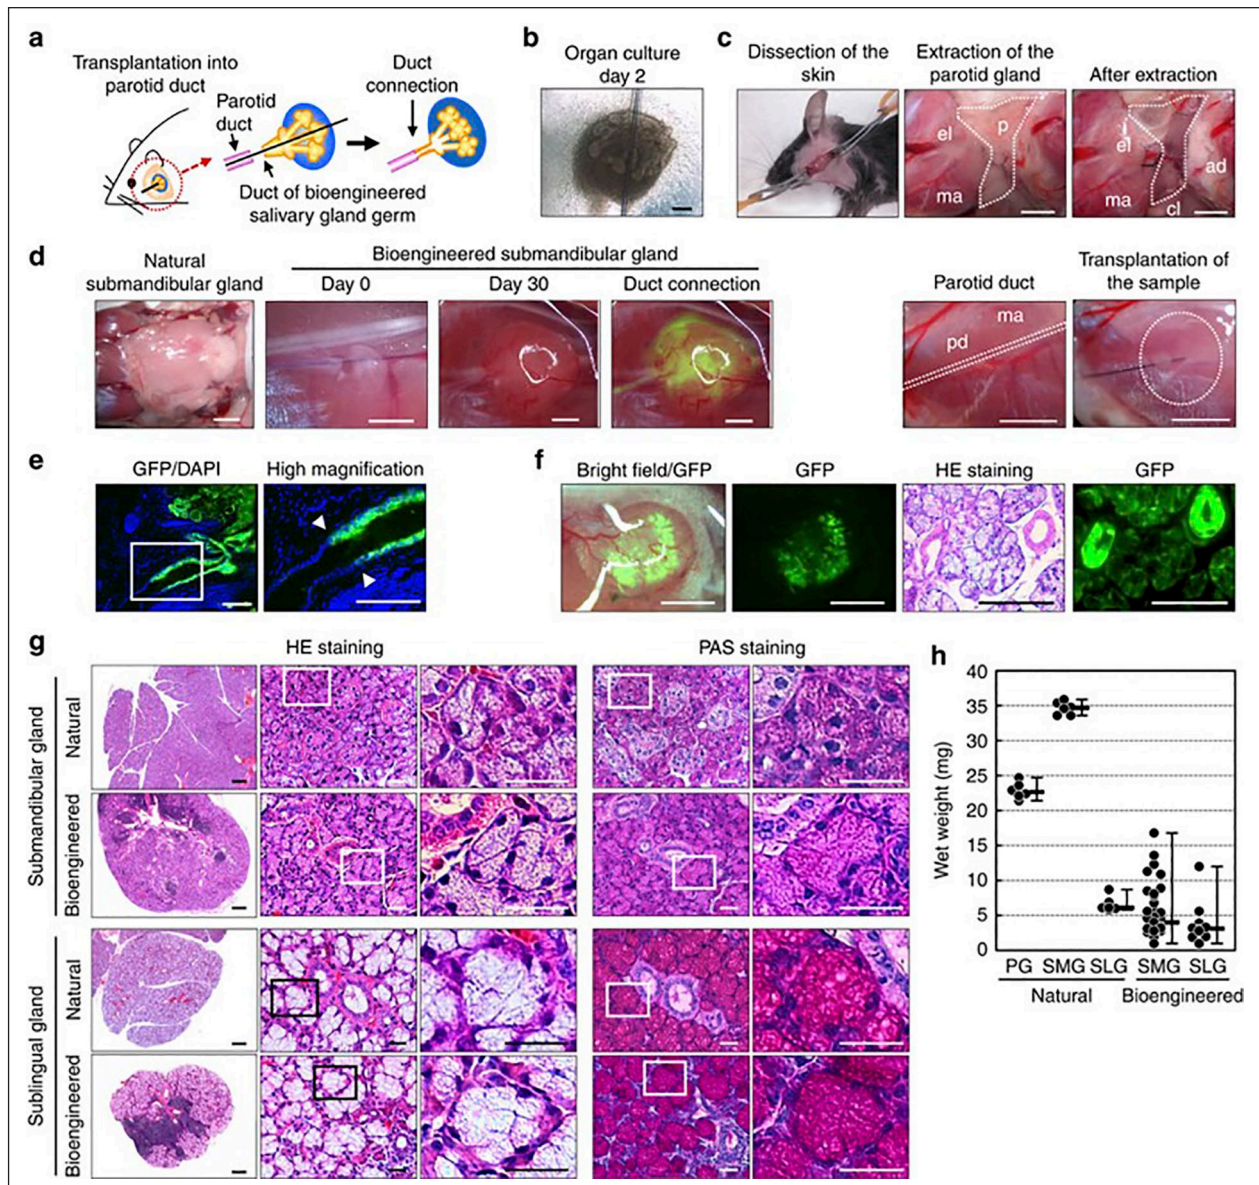 a
Transplantation into
parotid duct
Parotid
duct
Duct
connection
Duct of bioengineered
salivary gland germ
b
Organ culture
day 2
c
Dissection of the
skin
Extraction of the
parotid gland
After extraction
el
p
ma
el
ad
ma
cl
d
Natural
submandibular gland
Bioengineered submandibular gland
Day 0
Day 30
Duct connection
Parotid duct
Transplantation of
the sample
ma
pd
e
GFP/DAPI
High magnification
f
Bright field/GFP
GFP
HE staining
GFP
g
HE staining
PAS staining
Submandibular gland
Natural
Bioengineered
Sublingual gland
Natural
Bioengineered
h
Wet weight (mg)
40
35
30
25
20
15
10
5
0
PG SMG SLG SMG SLG
Natural Bioengineered